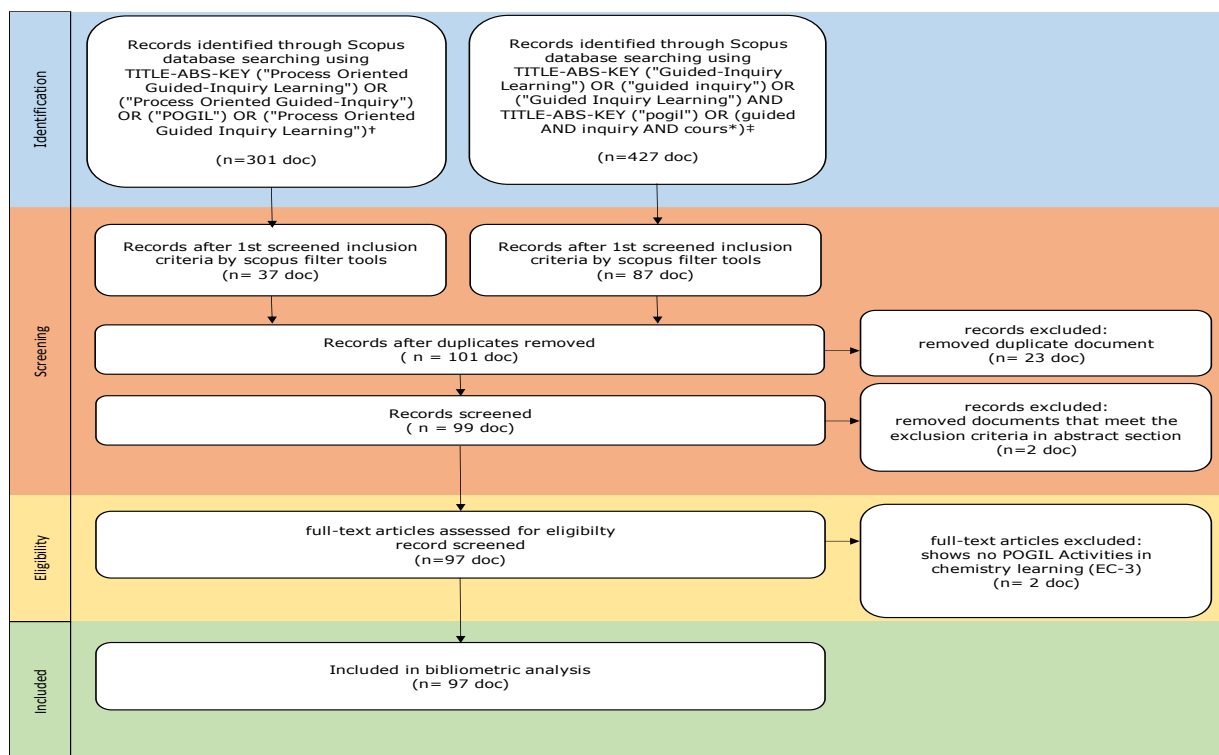 Identification
Records identified through Scopus
database searching using
TITLE-ABS-KEY ("Process Oriented
Guided-Inquiry Learning") OR
("Process Oriented Guided-Inquiry")
OR ("POGIL") OR ("Process Oriented
Guided Inquiry Learning")†
(n=301 doc)
Records identified through Scopus
database searching using
TITLE-ABS-KEY ("Guided-Inquiry
Learning") OR ("guided inquiry") OR
("Guided Inquiry Learning") AND
TITLE-ABS-KEY ("pogil") OR (guided
AND inquiry AND cours*)‡
(n=427 doc)
Screening
Records after 1st screened inclusion
criteria by scopus filter tools
(n= 37 doc)
Records after 1st screened inclusion
criteria by scopus filter tools
(n= 87 doc)
Records after duplicates removed
( n = 101 doc)
records excluded:
removed duplicate document
(n= 23 doc)
Records screened
( n = 99 doc)
records excluded:
removed documents that meet the
exclusion criteria in abstract section
(n=2 doc)
Eligibility
full-text articles assessed for eligibilty
record screened
(n=97 doc)
full-text articles excluded:
shows no POGIL Activities in
chemistry learning (EC-3)
(n= 2 doc)
Included
Included in bibliometric analysis
(n= 97 doc)